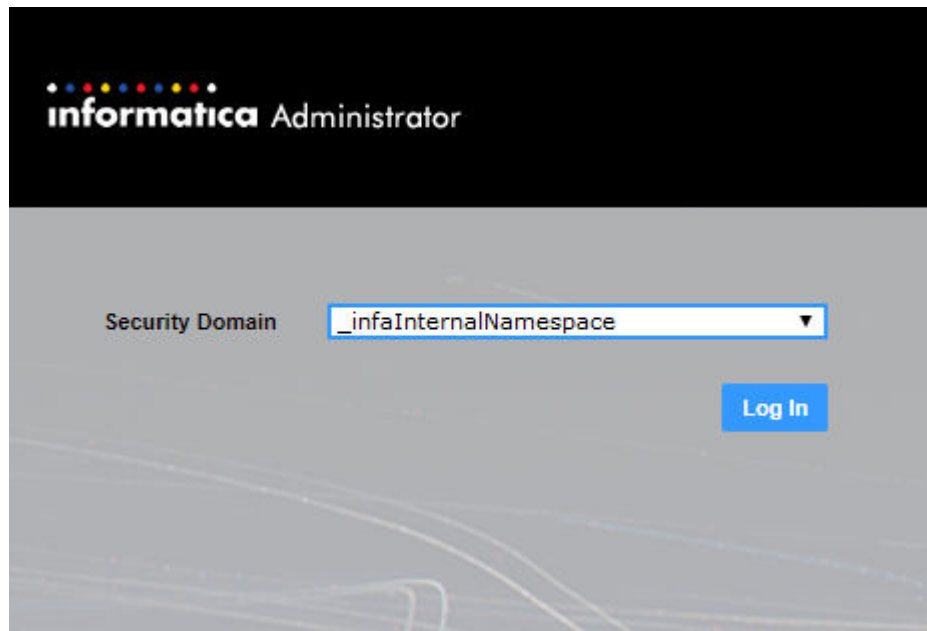 informatica Administrator
Security Domain _infaInternalNamespace
Log In